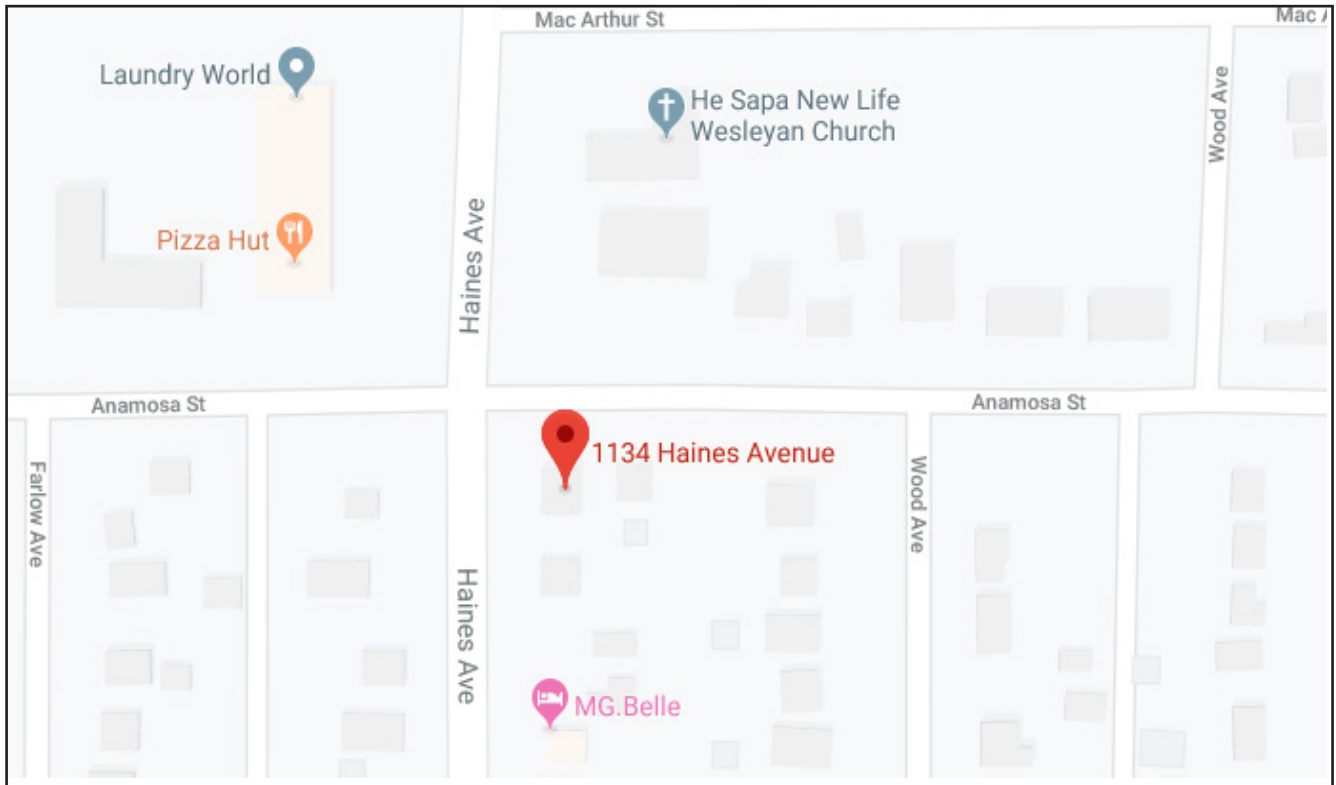 Mac Arthur St
Mac A
Laundry World
Wood Ave
He Sapa New Life
Wesleyan Church
Haines Ave
Pizza Hut
Anamosa St
Anamosa St
1134 Haines Avenue
Farlow Ave
Wood Ave
Haines Ave
MG.Belle